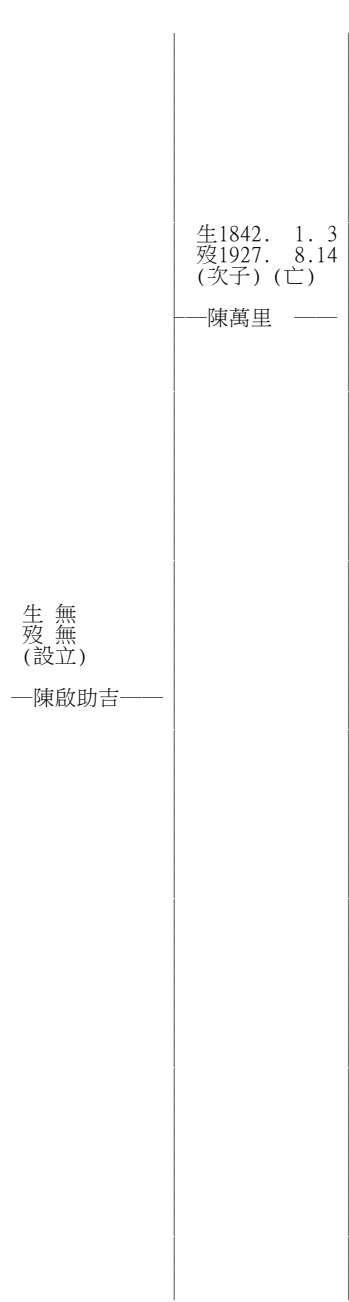 生1842. 1. 3
歿1927. 8.14
(次子)(亡)
陳萬里
生 無
歿 無
(設立)
陳啟助吉